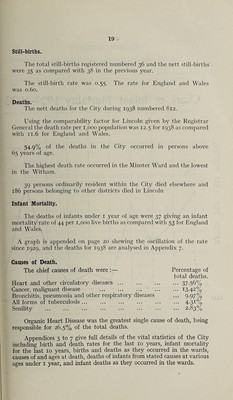 19
Still-births.
The total still-births registered numbered 36 and the nett still-births
were 35 as compared with 38 in the previous year.
The still-birth rate was 0.55. The rate for England and Wales
was 0.60.
Deaths.
The nett deaths for the City during 1938 numbered 812.
Using the comparability factor for Lincoln given by the Registrar
General the death rate per 1,000 population was 12.5 for 1938 as compared
with 11.6 for England and Wales.
54.9% of the deaths in the City occurred in persons above
65 years of age.
The highest death rate occurred in the Minster Ward and the lowest
in the Witham.
39 persons ordinarily resident within the City died elsewhere and
186 persons belonging to other districts died in Lincoln
Infant Mortality.
The deaths of infants under 1 year of age were 37 giving an infant
mortality rate of 44 per 1,000 live births as compared with 53 for England
and Wales.
A graph is appended on page 20 shewing the oscillation of the rate
since 1929, and the deaths for 1938 are analysed in Appendix 7.
Causes of Death.
The chief causes of death were :— Percentage of
total deaths.
Heart and other circulatory diseases ... ... ... ... 37.56%
Cancer, malignant disease ... ... ... ... 13.42%
Bronchitis, pneumonia and other respiratory diseases ... 9.97%
All forms of tuberculosis ... ... ... ... ... 4.31%
Senility ... ... ... ... ... ... ... 2.83%
Organic Heart Disease was the greatest single cause of death, being
responsible for 26.5% of the total deaths.
Appendices 3 to 7 give full details of the vital statistics of the City
including birth and death rates for the last 10 years, infant mortality
for the last 10 years, births and deaths as they occurred in the wards,
causes of and ages at death, deaths of infants from stated causes at various
ages under 1 year, and infant deaths as they occurred in the wards.